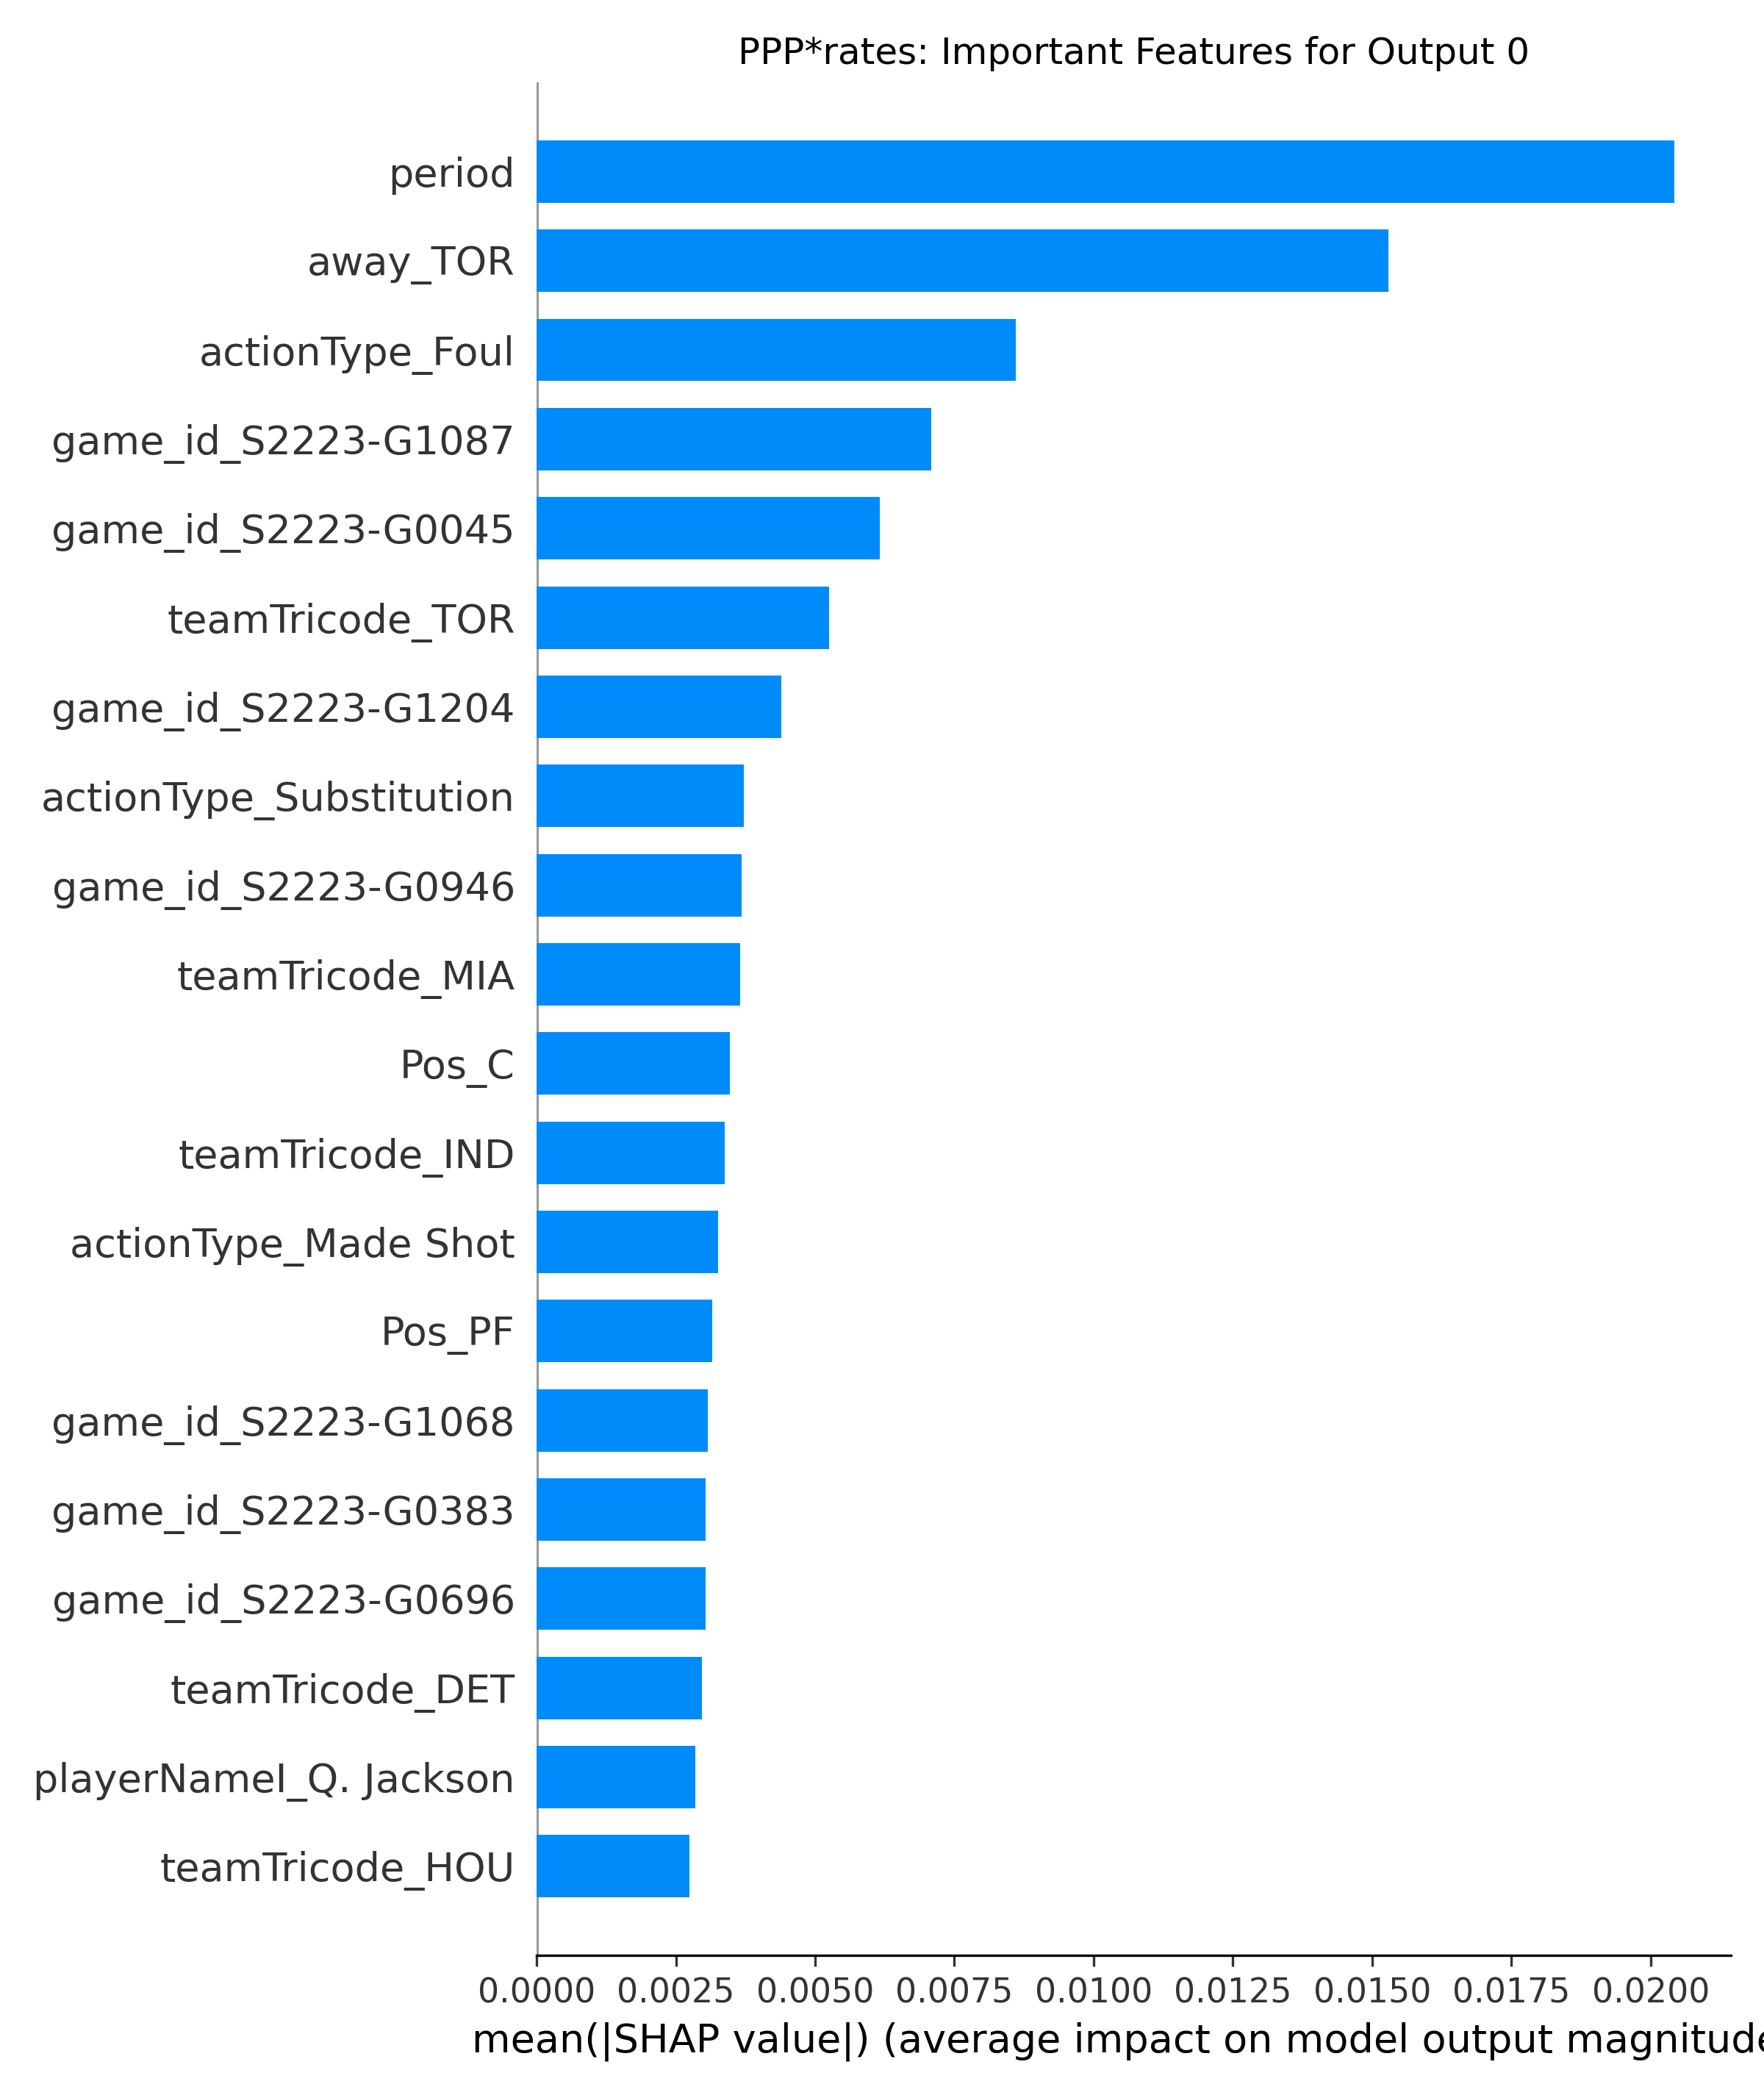 PPP*rates: Important Features for Output 0
period
away_TOR
actionType_Foul
game_id_S2223-G1087
game_id_S2223-G0045
teamTricode_TOR
game_id_S2223-G1204
actionType_Substitution
game_id_S2223-G0946
teamTricode_MIA
Pos_C
teamTricode_IND
actionType_Made Shot
Pos_PF
game_id_S2223-G1068
game_id_S2223-G0383
game_id_S2223-G0696
teamTricode_DET
playerNameI_Q. Jackson
teamTricode_HOU
0.0000 0.0025 0.0050 0.0075 0.0100 0.0125 0.0150 0.0175 0.0200
mean(|SHAP value|) (average impact on model output magnitude